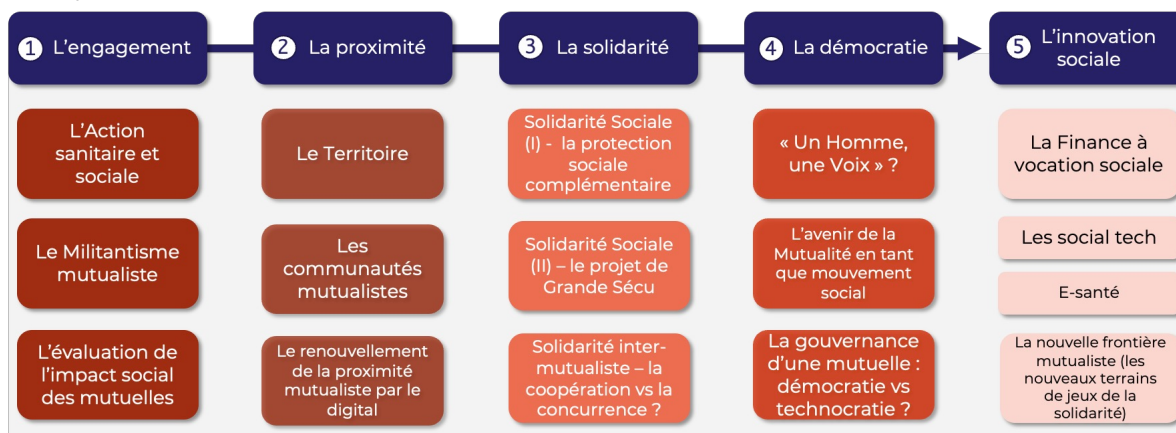 1 L'engagement
2 La proximité
3 La solidarité
4 La démocratie
5 L'innovation
sociale
L'Action
sanitaire et
sociale
Le Militantisme
mutualiste
L'évaluation de
l'impact social
des mutuelles
Le Territoire
Les
communautés
mutualistes
Le renouvellement
de la proximité
mutualiste par le
digital
Solidarité Sociale
(I) - la protection
sociale
complémentaire
Solidarité Sociale
(II) – le projet de
Grande Sécu
Solidarité inter-
mutualiste – la
coopération vs la
concurrence ?
« Un Homme,
une Voix » ?
L'avenir de la
Mutualité en tant
que mouvement
social
La gouvernance
d'une mutuelle :
démocratie vs
technocratie ?
La Finance à
vocation sociale
Les social tech
E-santé
La nouvelle frontière
mutualiste (les
nouveaux terrains
de jeux de la
solidarité)